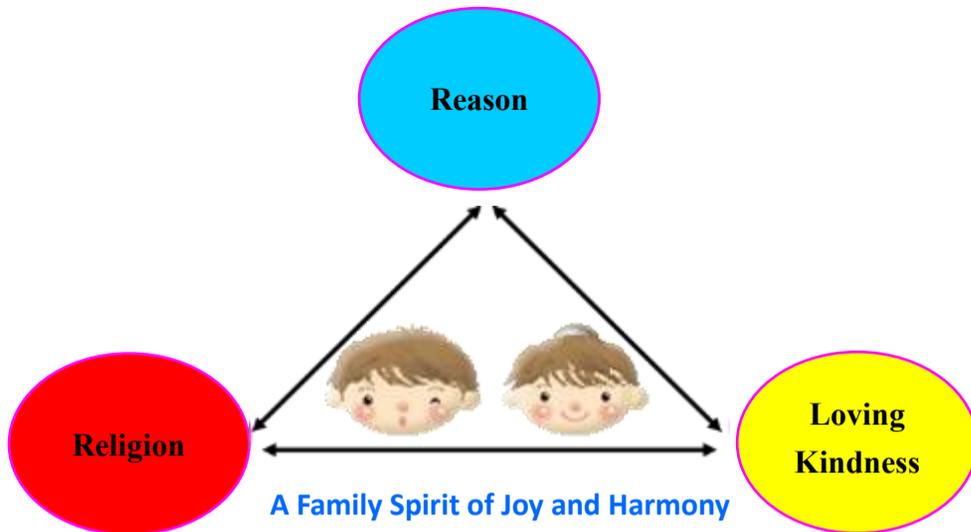 Reason
Religion
Loving
Kindness
A Family Spirit of Joy and Harmony